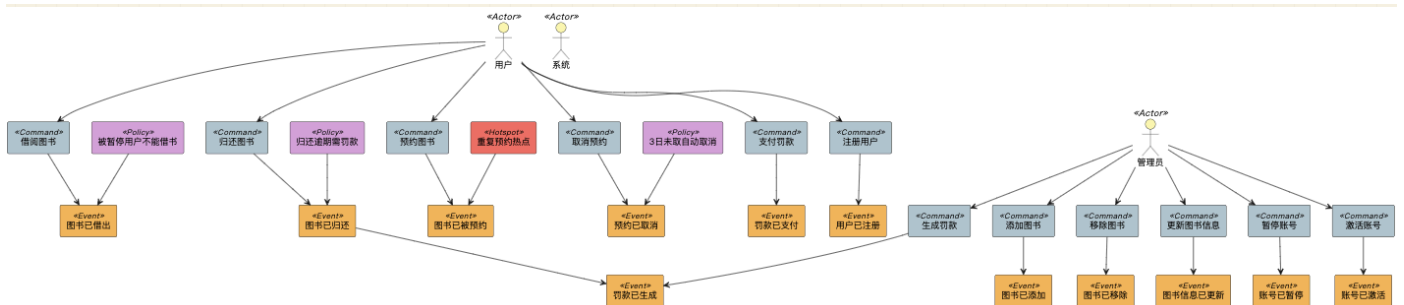 «Actor»
«Actor»
用户
系统
«Actor»
管理员
«Command»
借阅图书
«Policy»
被暂停用户不能借书
«Command»
归还图书
«Policy»
归还逾期需罚款
«Command»
预约图书
«Hotspot»
重复预约热点
«Command»
取消预约
«Policy»
3日未取自动取消
«Command»
支付罚款
«Command»
注册用户
«Event»
图书已借出
«Event»
图书已归还
«Event»
图书已被预约
«Event»
预约已取消
«Event»
罚款已支付
«Event»
用户已注册
«Command»
生成罚款
«Command»
添加图书
«Command»
移除图书
«Command»
更新图书信息
«Command»
暂停账号
«Command»
激活账号
«Event»
罚款已生成
«Event»
图书已添加
«Event»
图书已移除
«Event»
图书信息已更新
«Event»
账号已暂停
«Event»
账号已激活